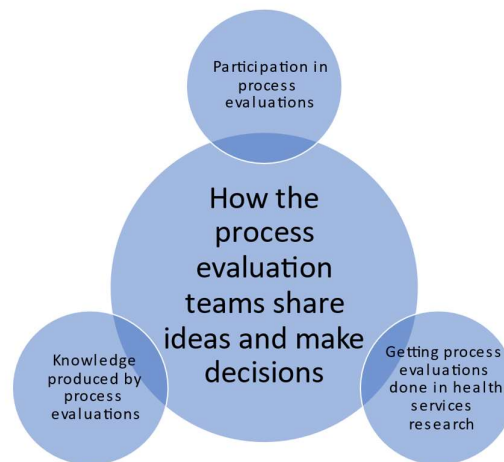 Participation in
process
evaluations
How the
process
evaluation
teams share
ideas and make
decisions
Knowledge
produced by
process
evaluations
Getting process
evaluations
done in health
services
research